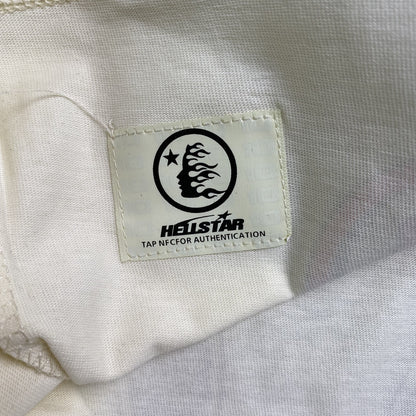 HELLSTAR
TAP NFCFOR AUTHENTICATION